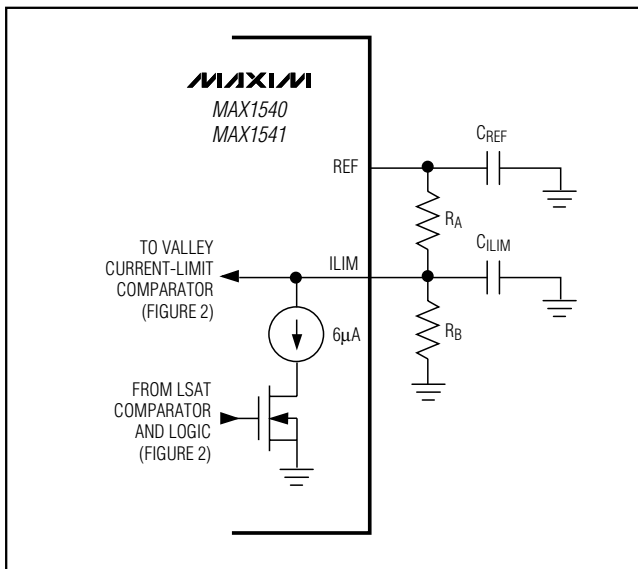 MAXIM
MAX1540
MAX1541
REF
CREF
RA
TO VALLEY
CURRENT-LIMIT
COMPARATOR
(FIGURE 2)
ILIM
CILIM
6µA
RB
FROM LSAT
COMPARATOR
AND LOGIC
(FIGURE 2)